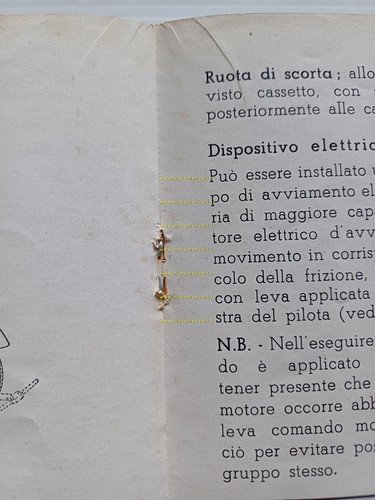 Ruota di scorta; allo
visto cassetto, con
posteriormente alle ca
Dispositivo elettric
Può essere installato
po di avviamento el
ria di maggiore cap
tore elettrico d'avv
movimento in corrisp
colo della frizione,
con leva applicata
stra del pilota (ved
N.B. - Nell'eseguire
do è applicato
tener presente che
motore occorre abb
leva comando mo
ciò per evitare pos
gruppo stesso.